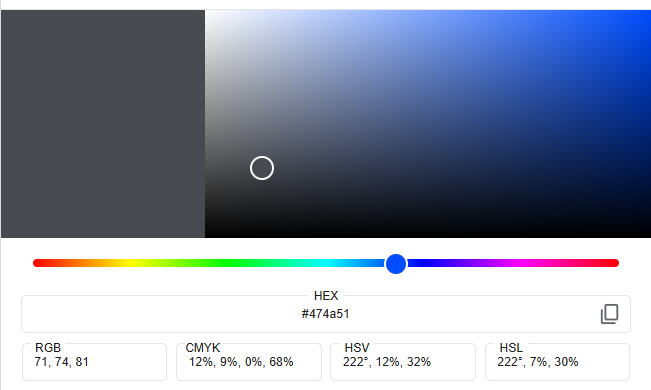 HEX
#474a51
RGB
71, 74, 81
CMYK
12%, 9%, 0%, 68%
HSV
222°, 12%, 32%
HSL
222°, 7%, 30%